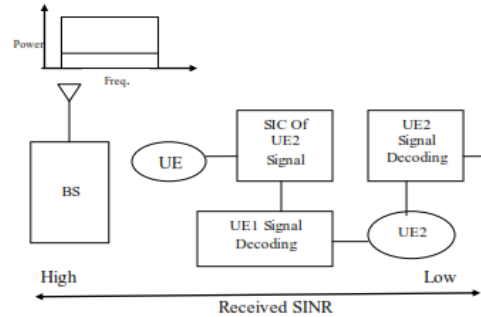 Power
Freq.
BS
UE
SIC Of
UE2
Signal
UE2
Signal
Decoding
UE1 Signal
Decoding
UE2
High
Low
Received SINR